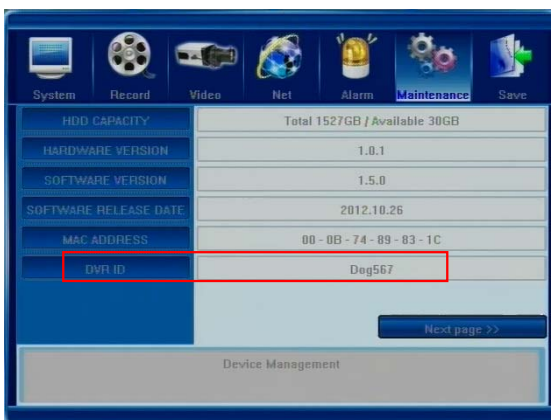 System Record Video Net Alarm Maintenance Save
HDD CAPACITY Total 1527GB / Available 30GB
HARDWARE VERSION 1.0.1
SOFTWARE VERSION 1.5.0
SOFTWARE RELEASE DATE 2012.10.26
MAC ADDRESS 00 - 0B - 74 - 89 - 83 - 1C
DVR ID Dog567
Next page >>
Device Management